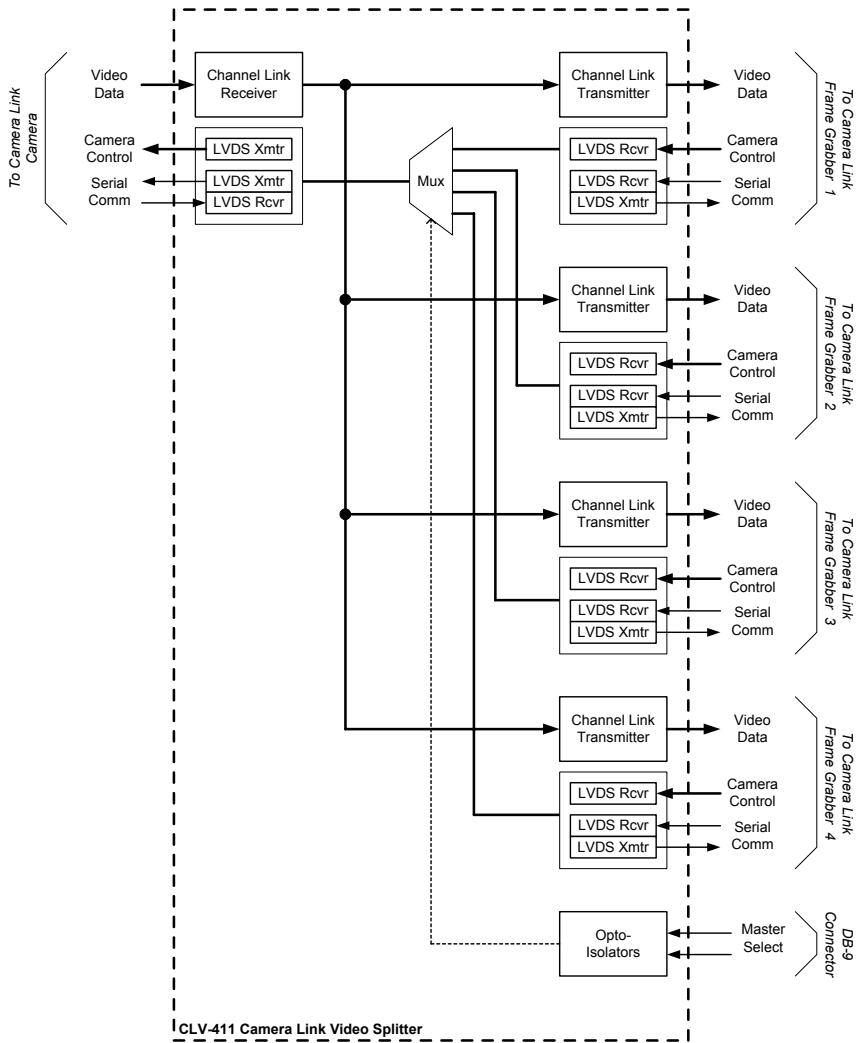 To Camera Link
Camera
Video
Data
Channel Link
Receiver
Camera
Control
LVDS Xmtr
Serial
Comm
LVDS Xmtr
LVDS Rcvr
Mux
Channel Link
Transmitter
Video
Data
LVDS Rcvr
Camera
Control
LVDS Rcvr
LVDS Xmtr
Serial
Comm
To Camera Link
Frame Grabber 1
Channel Link
Transmitter
Video
Data
LVDS Rcvr
Camera
Control
LVDS Rcvr
LVDS Xmtr
Serial
Comm
To Camera Link
Frame Grabber 2
Channel Link
Transmitter
Video
Data
LVDS Rcvr
Camera
Control
LVDS Rcvr
LVDS Xmtr
Serial
Comm
To Camera Link
Frame Grabber 3
Channel Link
Transmitter
Video
Data
LVDS Rcvr
Camera
Control
LVDS Rcvr
LVDS Xmtr
Serial
Comm
To Camera Link
Frame Grabber 4
Opto-
Isolators
Master
Select
DB-9
Connector
CLV-411 Camera Link Video Splitter